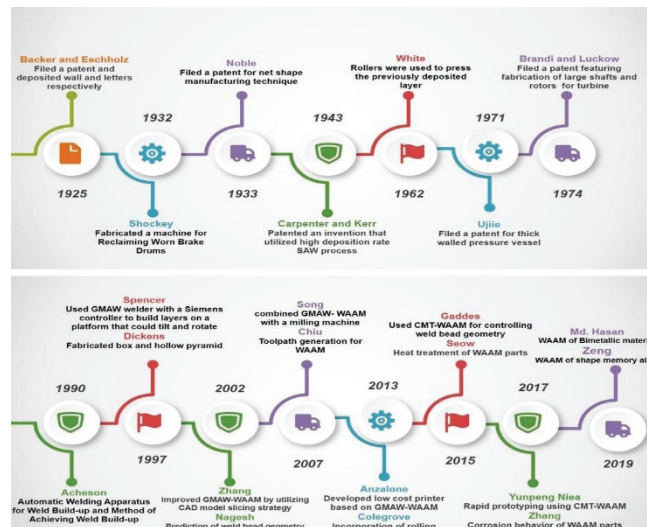 Backer and Eschholz
Filed a patent and
deposited wall and letters
respectively
1925
1932
Shockey
Fabricated a machine for
Reclaiming Worn Brake
Drums
Noble
Filed a patent for net shape
manufacturing technique
1933
1943
Carpenter and Kerr
Patented an invention that
utilized high deposition rate
SAW process
White
Rollers were used to press
the previously deposited
layer
1962
1971
Ujiie
Filed a patent for thick
walled pressure vessel
Brandi and Luckow
Filed a patent featuring
fabrication of large shafts and
rotors for turbine
1974
1990
Acheson
Automatic Welding Apparatus
for Weld Build-up and Method of
Achieving Weld Build-up
Spencer
Used GMAW welder with a Siemens
controller to build layers on a
platform that could tilt and rotate
Dickens
Fabricated box and hollow pyramid
1997
2002
Zhang
Improved GMAW-WAAM by utilizing
CAD model slicing strategy
Nagesh
Prediction of weld bead geometry
Song
combined GMAW- WAAM
with a milling machine
Chiu
Toolpath generation for
WAAM
2007
2013
Anzalone
Developed low cost printer
based on GMAW-WAAM
Colegrove
Incorporation of rolling
Gaddes
Used CMT-WAAM for controlling
weld bead geometry
Seow
Heat treatment of WAAM parts
2015
2017
Yunpeng Niea
Rapid prototyping using CMT-WAAM
Zhang
Corrosion behavior of WAAM parts
Md. Hasan
WAAM of Bimetallic
Zeng
WAAM of shape memory
2019